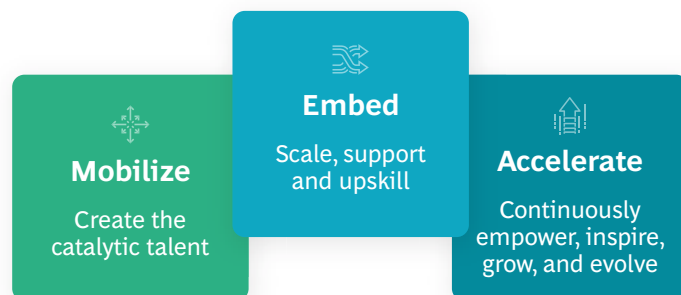 Mobilize
Create the
catalytic talent
Embed
Scale, support
and upskill
Accelerate
Continuously
empower, inspire,
grow, and evolve